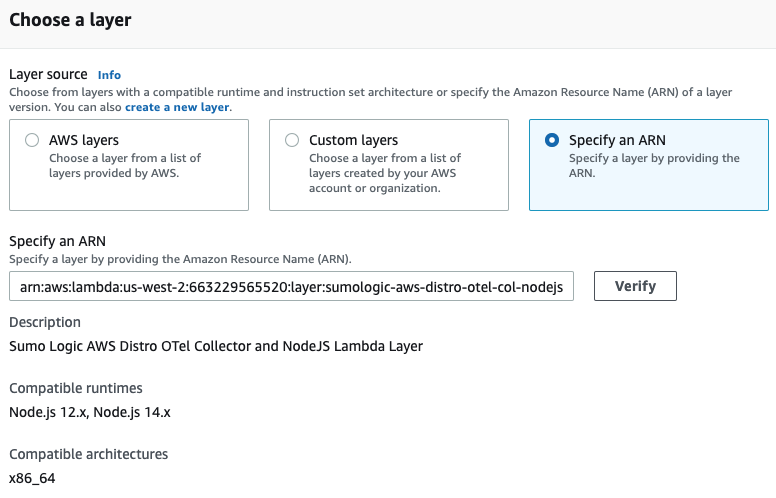 Choose a layer
Layer source Info
Choose from layers with a compatible runtime and instruction set architecture or specify the Amazon Resource Name (ARN) of a layer
version. You can also create a new layer.
AWS layers
Choose a layer from a list of
layers provided by AWS.
Custom layers
Choose a layer from a list of
layers created by your AWS
account or organization.
Specify an ARN
Specify a layer by providing the
ARN.
Specify an ARN
Specify a layer by providing the Amazon Resource Name (ARN).
arn:aws:lambda:us-west-2:663229565520:layer:sumologic-aws-distro-otel-col-nodejs
Verify
Description
Sumo Logic AWS Distro OTel Collector and NodeJS Lambda Layer
Compatible runtimes
Node.js 12.x, Node.js 14.x
Compatible architectures
x86_64